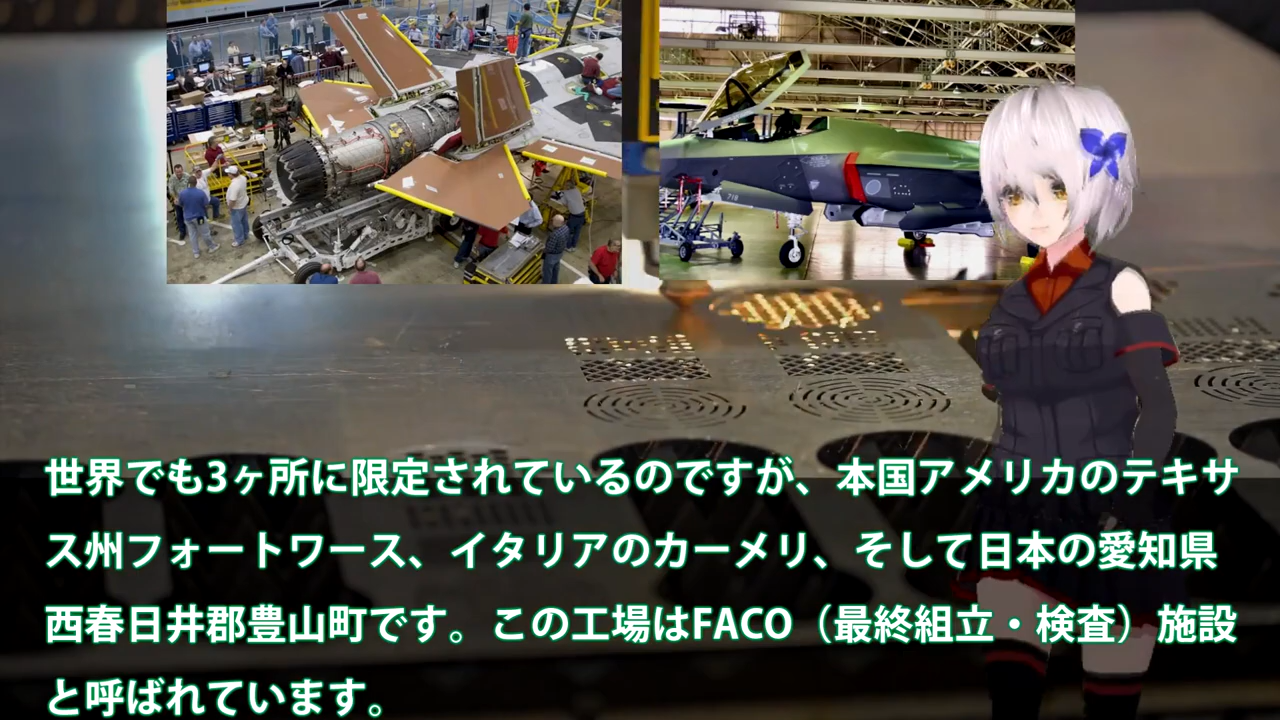 世界でも3ヶ所に限定されているのですが、本国アメリカのテキサ
ス州フォートワース、イタリアのカーメリ、そして日本の愛知県
西春日井郡豊山町です。この工場はFACO（最終組立・検査）施設
と呼ばれています。